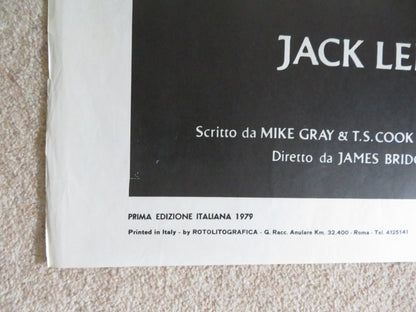 JACK LE
Scritto da MIKE GRAY & T.S. COOK
Diretto da JAMES BRIDG
PRIMA EDIZIONE ITALIANA 1979
Printed in Italy - by ROTOLITOGRAFICA - G. Racc. Anulare Km. 32.400 - Roma - Tel. 4125141